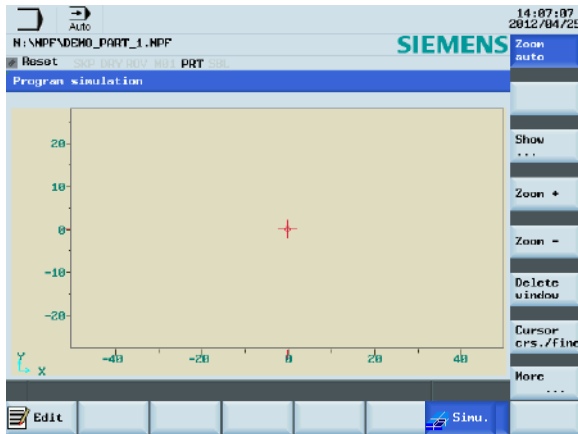 Auto
14:07:07
2012/04/25
N:\MPF\DEMO_PART_1.MPF
SIEMENS
Reset SKP DRY ROV M01 PRT SBL
Program simulation
Zoom
auto
Show
...
Zoom +
Zoom -
Delete
window
Cursor
crs./fine
More
...
20
10
0
-10
-20
Y
X
-40
-20
0
20
40
Edit
Simu.